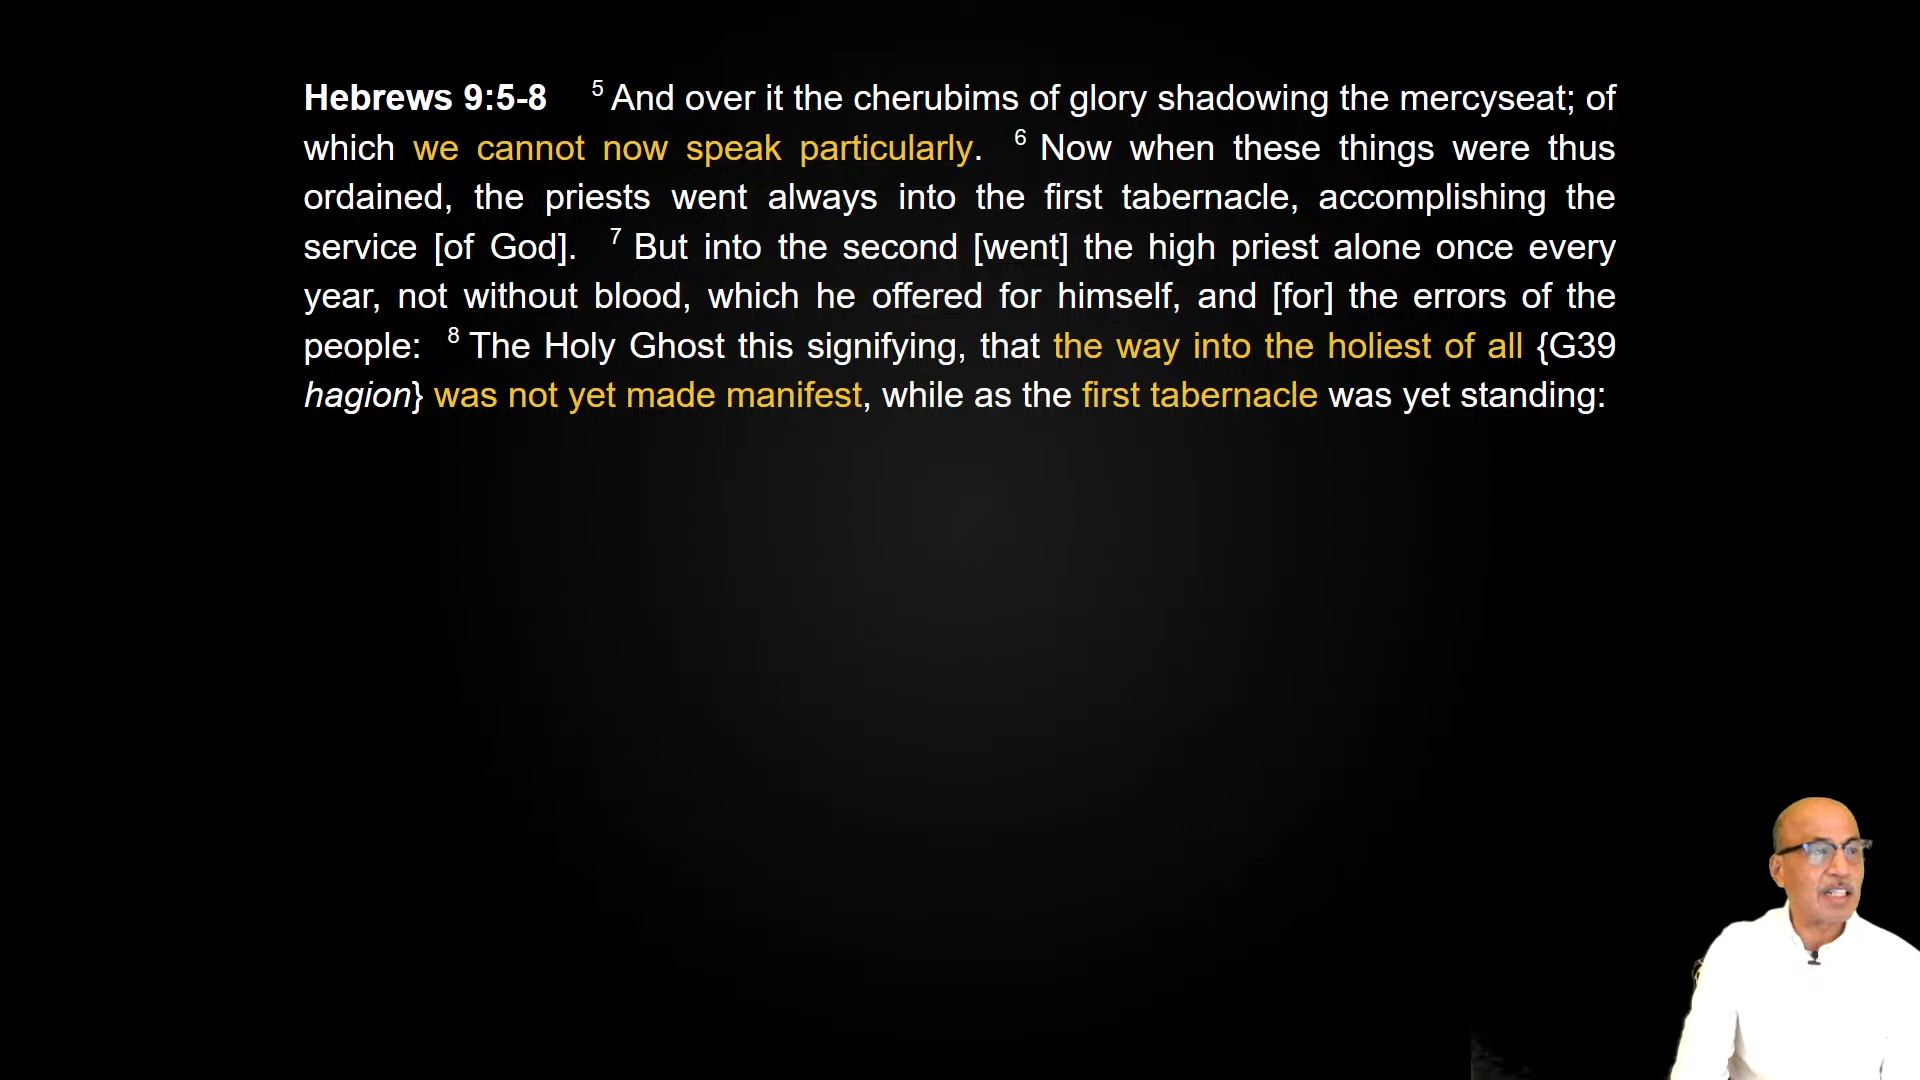 Hebrews 9:5-8 5 And over it the cherubims of glory shadowing the mercyseat; of
which we cannot now speak particularly. 6 Now when these things were thus
ordained, the priests went always into the first tabernacle, accomplishing the
service [of God]. 7 But into the second [went] the high priest alone once every
year, not without blood, which he offered for himself, and [for] the errors of the
people: 8 The Holy Ghost this signifying, that the way into the holiest of all {G39
hagion} was not yet made manifest, while as the first tabernacle was yet standing: